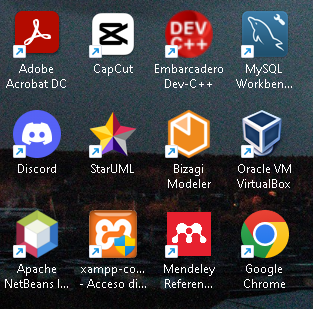 DEV
C++
Adobe
Acrobat DC
CapCut
Embarcadero
Dev-C++
MySQL
Workben...
Discord
StarUML
Bizagi
Modeler
Oracle VM
VirtualBox
Apache
NetBeans I...
xampp-co...
- Acceso di...
Mendeley
Referen...
Google
Chrome